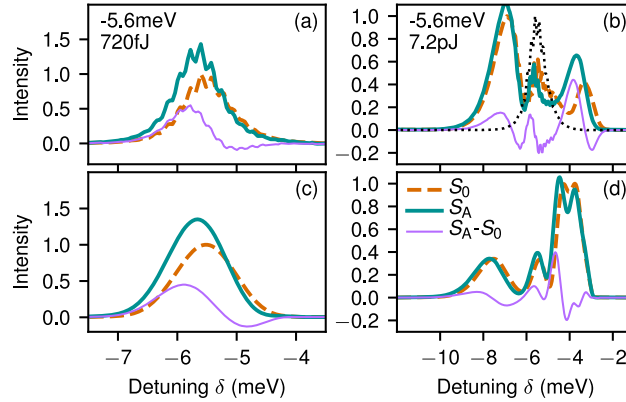 -5.6meV
720fJ
(a)
Intensity
1.5
1.0
0.5
0.0
-5.6meV
7.2pJ
(b)
1.0
0.8
0.6
0.4
0.2
0.0
−0.2
(c)
Intensity
1.5
1.0
0.5
0.0
−7
−6
−5
−4
Detuning δ (meV)
(d)
S₀
S_A
S_A-S₀
1.0
0.8
0.6
0.4
0.2
0.0
−0.2
−10
−8
−6
−4
−2
Detuning δ (meV)